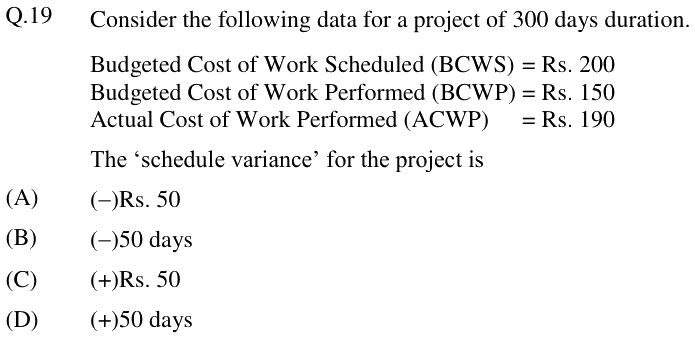 Q.19 Consider the following data for a project of 300 days duration.
Budgeted Cost of Work Scheduled (BCWS) = Rs. 200
Budgeted Cost of Work Performed (BCWP) = Rs. 150
Actual Cost of Work Performed (ACWP) = Rs. 190
The ‘schedule variance’ for the project is
(A) (–)Rs. 50
(B) (–)50 days
(C) (+)Rs. 50
(D) (+)50 days